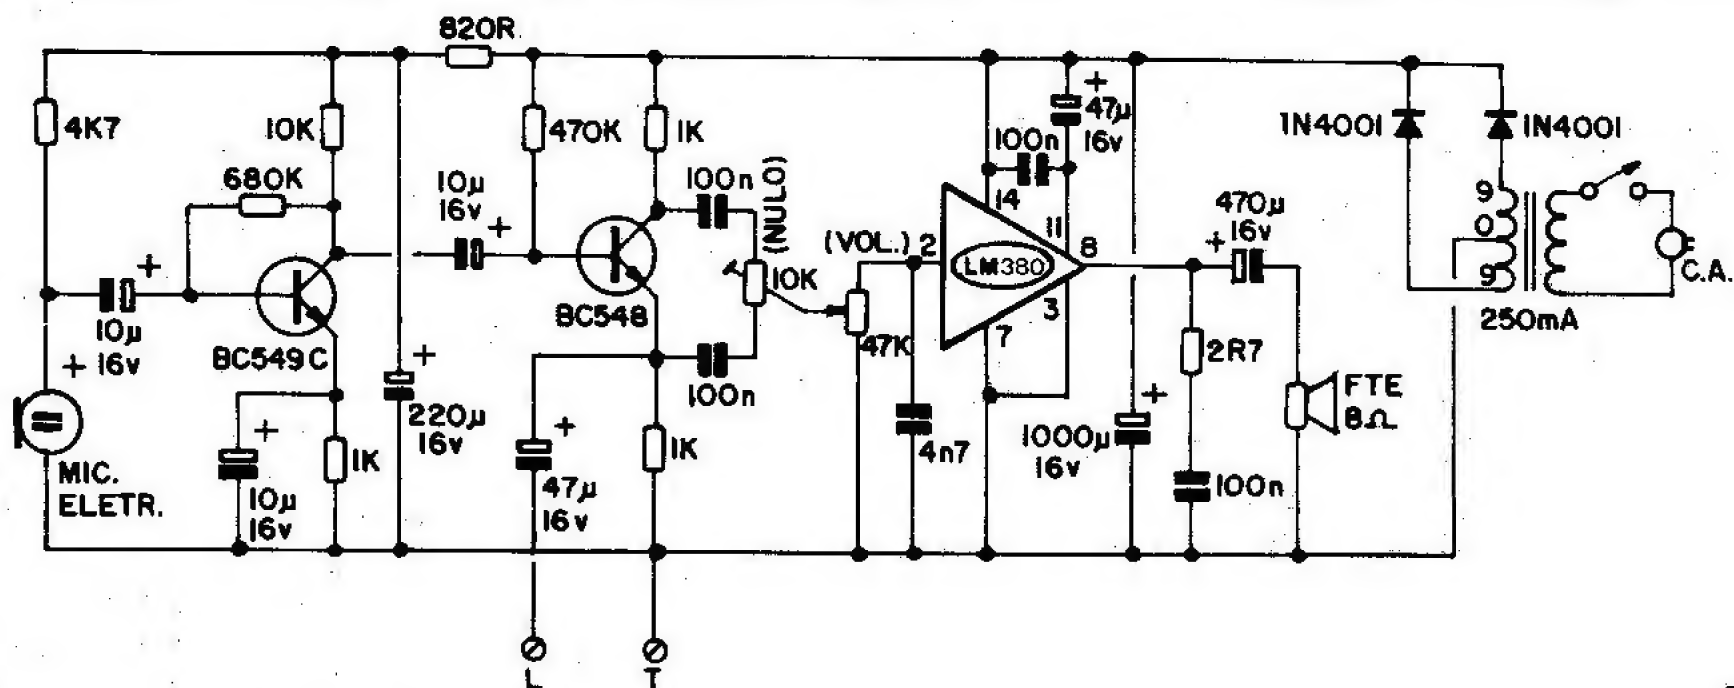 820R
4K7
10K
680K
10µ
16v
BC549C
10µ
16v
MIC.
ELETR.
10µ
16v
1K
220µ
16v
470K
1K
BC548
100n
(NULO)
10K
100n
47µ
16v
1K
L
T
(VOL.)
47K
2
4n7
LM380
14
11
8
3
7
100n
47µ
16v
1000µ
16v
470µ
16v
2R7
100n
FTE
8Ω
1N4001
1N4001
9
0
9
250mA
C.A.